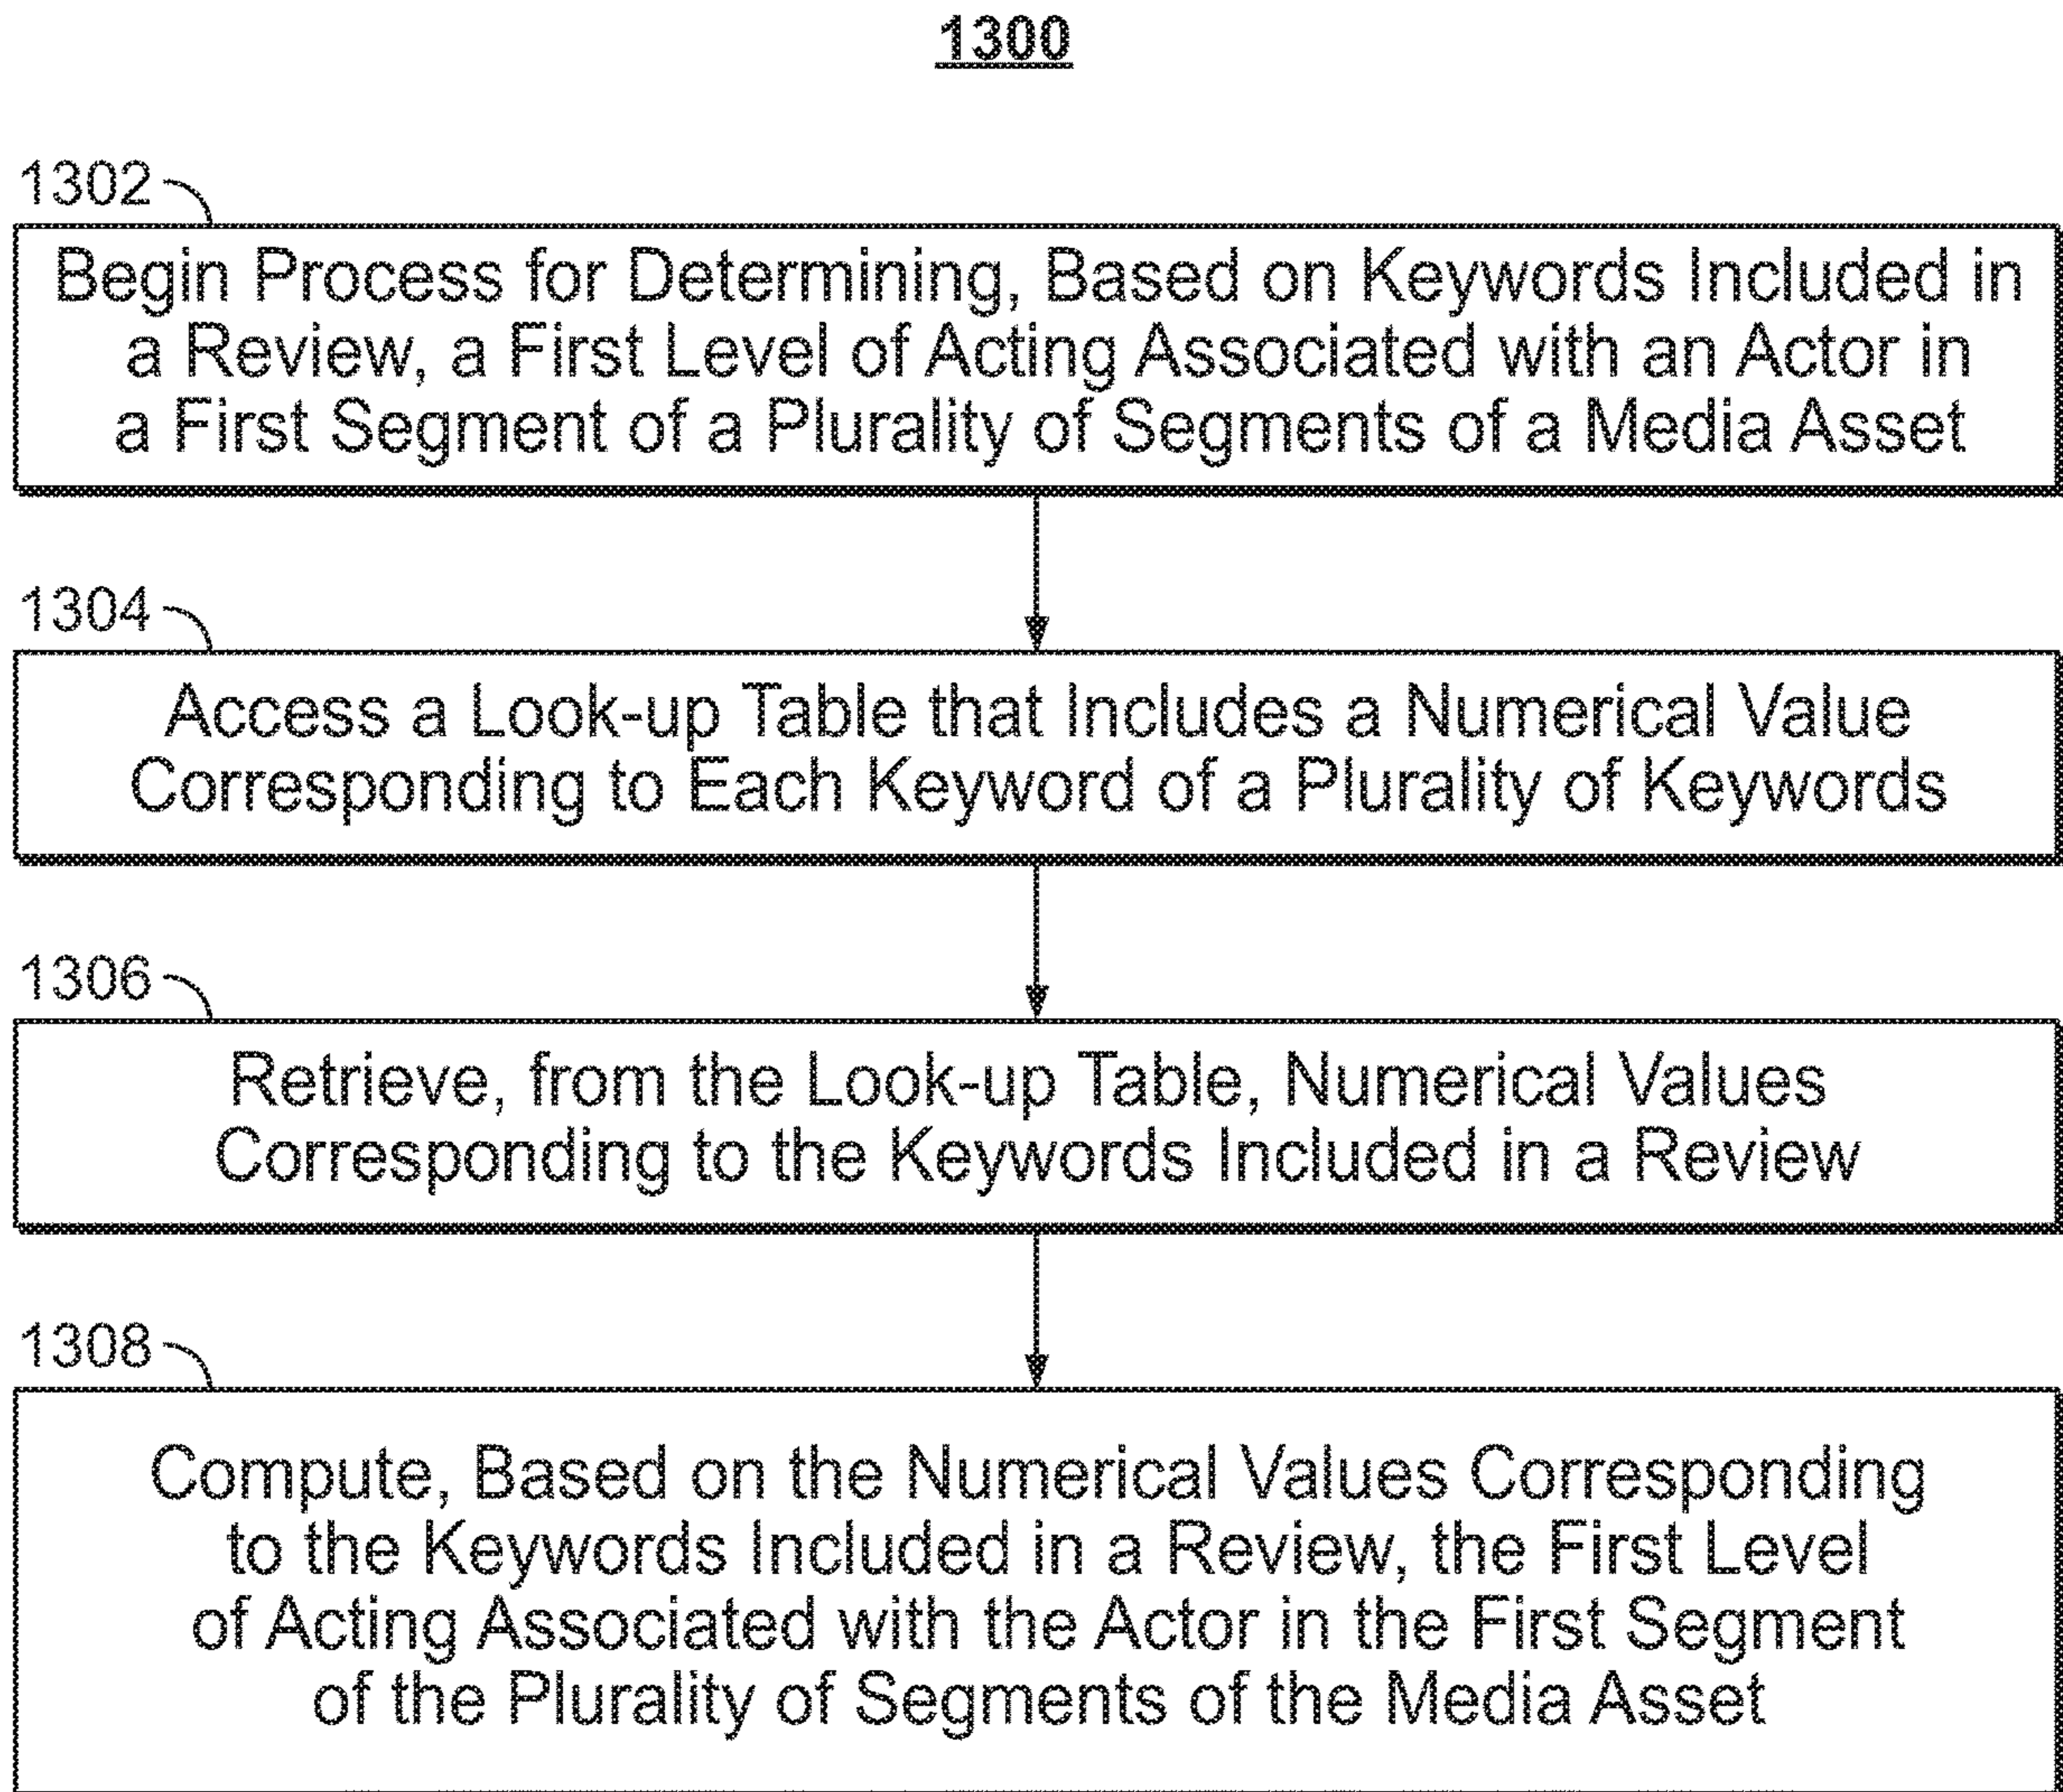 1300
1302
Begin Process for Determining, Based on Keywords Included in
a Review, a First Level of Acting Associated with an Actor in
a First Segment of a Plurality of Segments of a Media Asset
1304
Access a Look-up Table that Includes a Numerical Value
Corresponding to Each Keyword of a Plurality of Keywords
1306
Retrieve, from the Look-up Table, Numerical Values
Corresponding to the Keywords Included in a Review
1308
Compute, Based on the Numerical Values Corresponding
to the Keywords Included in a Review, the First Level
of Acting Associated with the Actor in the First Segment
of the Plurality of Segments of the Media Asset